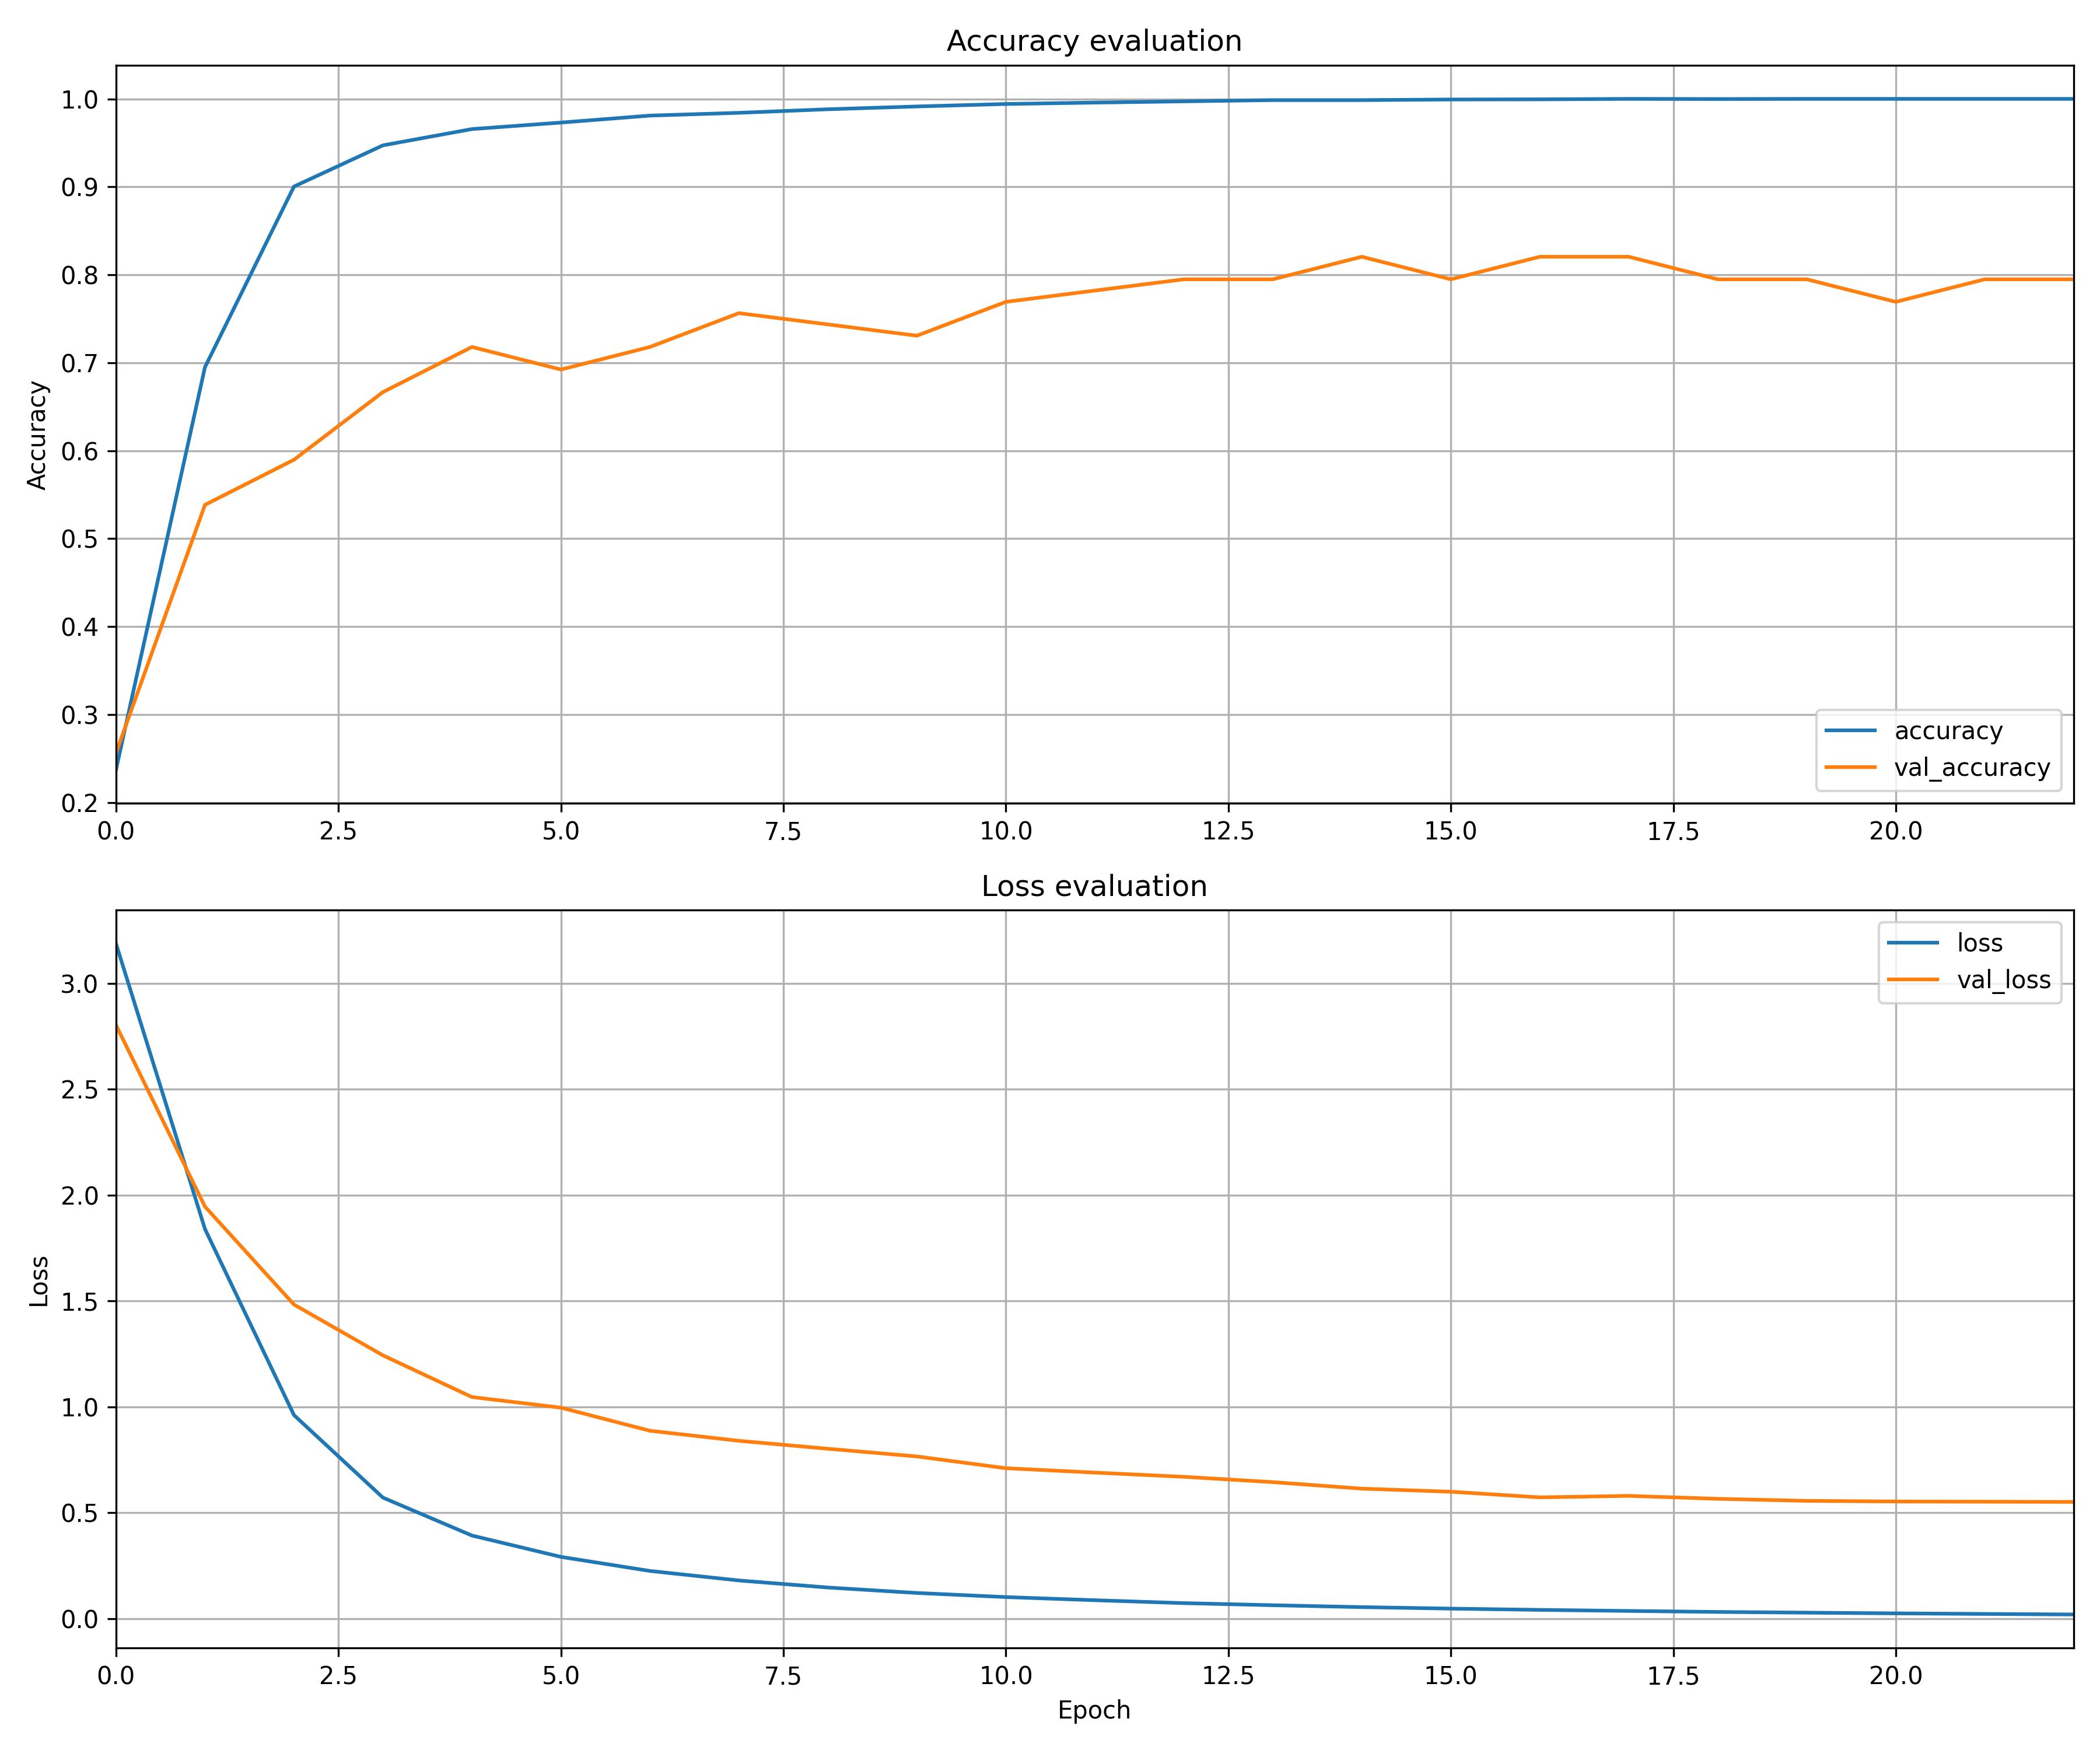 Accuracy evaluation
1.0
0.9
0.8
0.7
0.6
0.5
0.4
0.3
0.2
Accuracy
accuracy
val_accuracy
0.0 2.5 5.0 7.5 10.0 12.5 15.0 17.5 20.0
Loss evaluation
loss
val_loss
3.0
2.5
2.0
1.5
1.0
0.5
0.0
Loss
0.0 2.5 5.0 7.5 10.0 12.5 15.0 17.5 20.0
Epoch